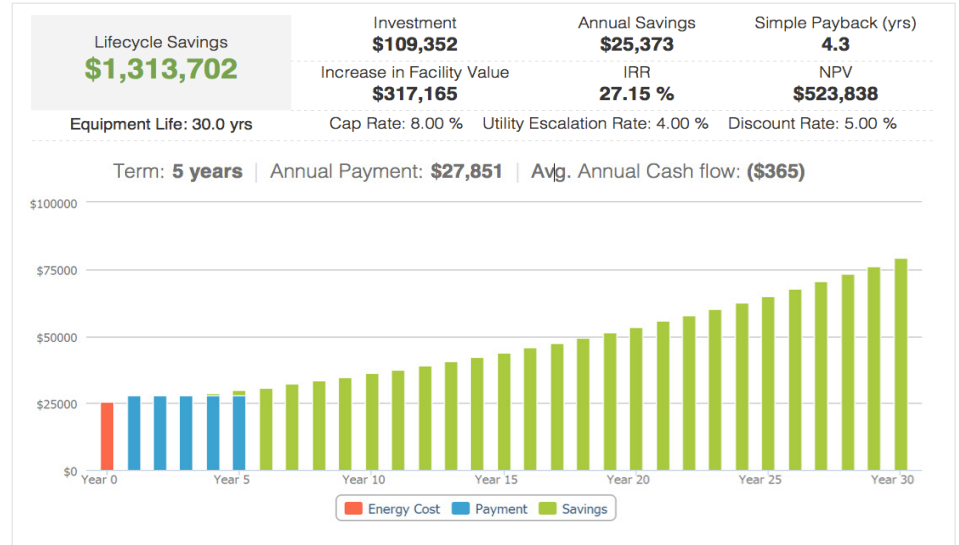 Lifecycle Savings
$1,313,702
Investment
$109,352
Annual Savings
$25,373
Simple Payback (yrs)
4.3
Increase in Facility Value
$317,165
IRR
27.15 %
NPV
$523,838
Equipment Life: 30.0 yrs
Cap Rate: 8.00 % Utility Escalation Rate: 4.00 % Discount Rate: 5.00 %
Term: 5 years | Annual Payment: $27,851 | Avg. Annual Cash flow: ($365)
$100000
$75000
$50000
$25000
$0
Year 0 Year 5 Year 10 Year 15 Year 20 Year 25 Year 30
Energy Cost Payment Savings